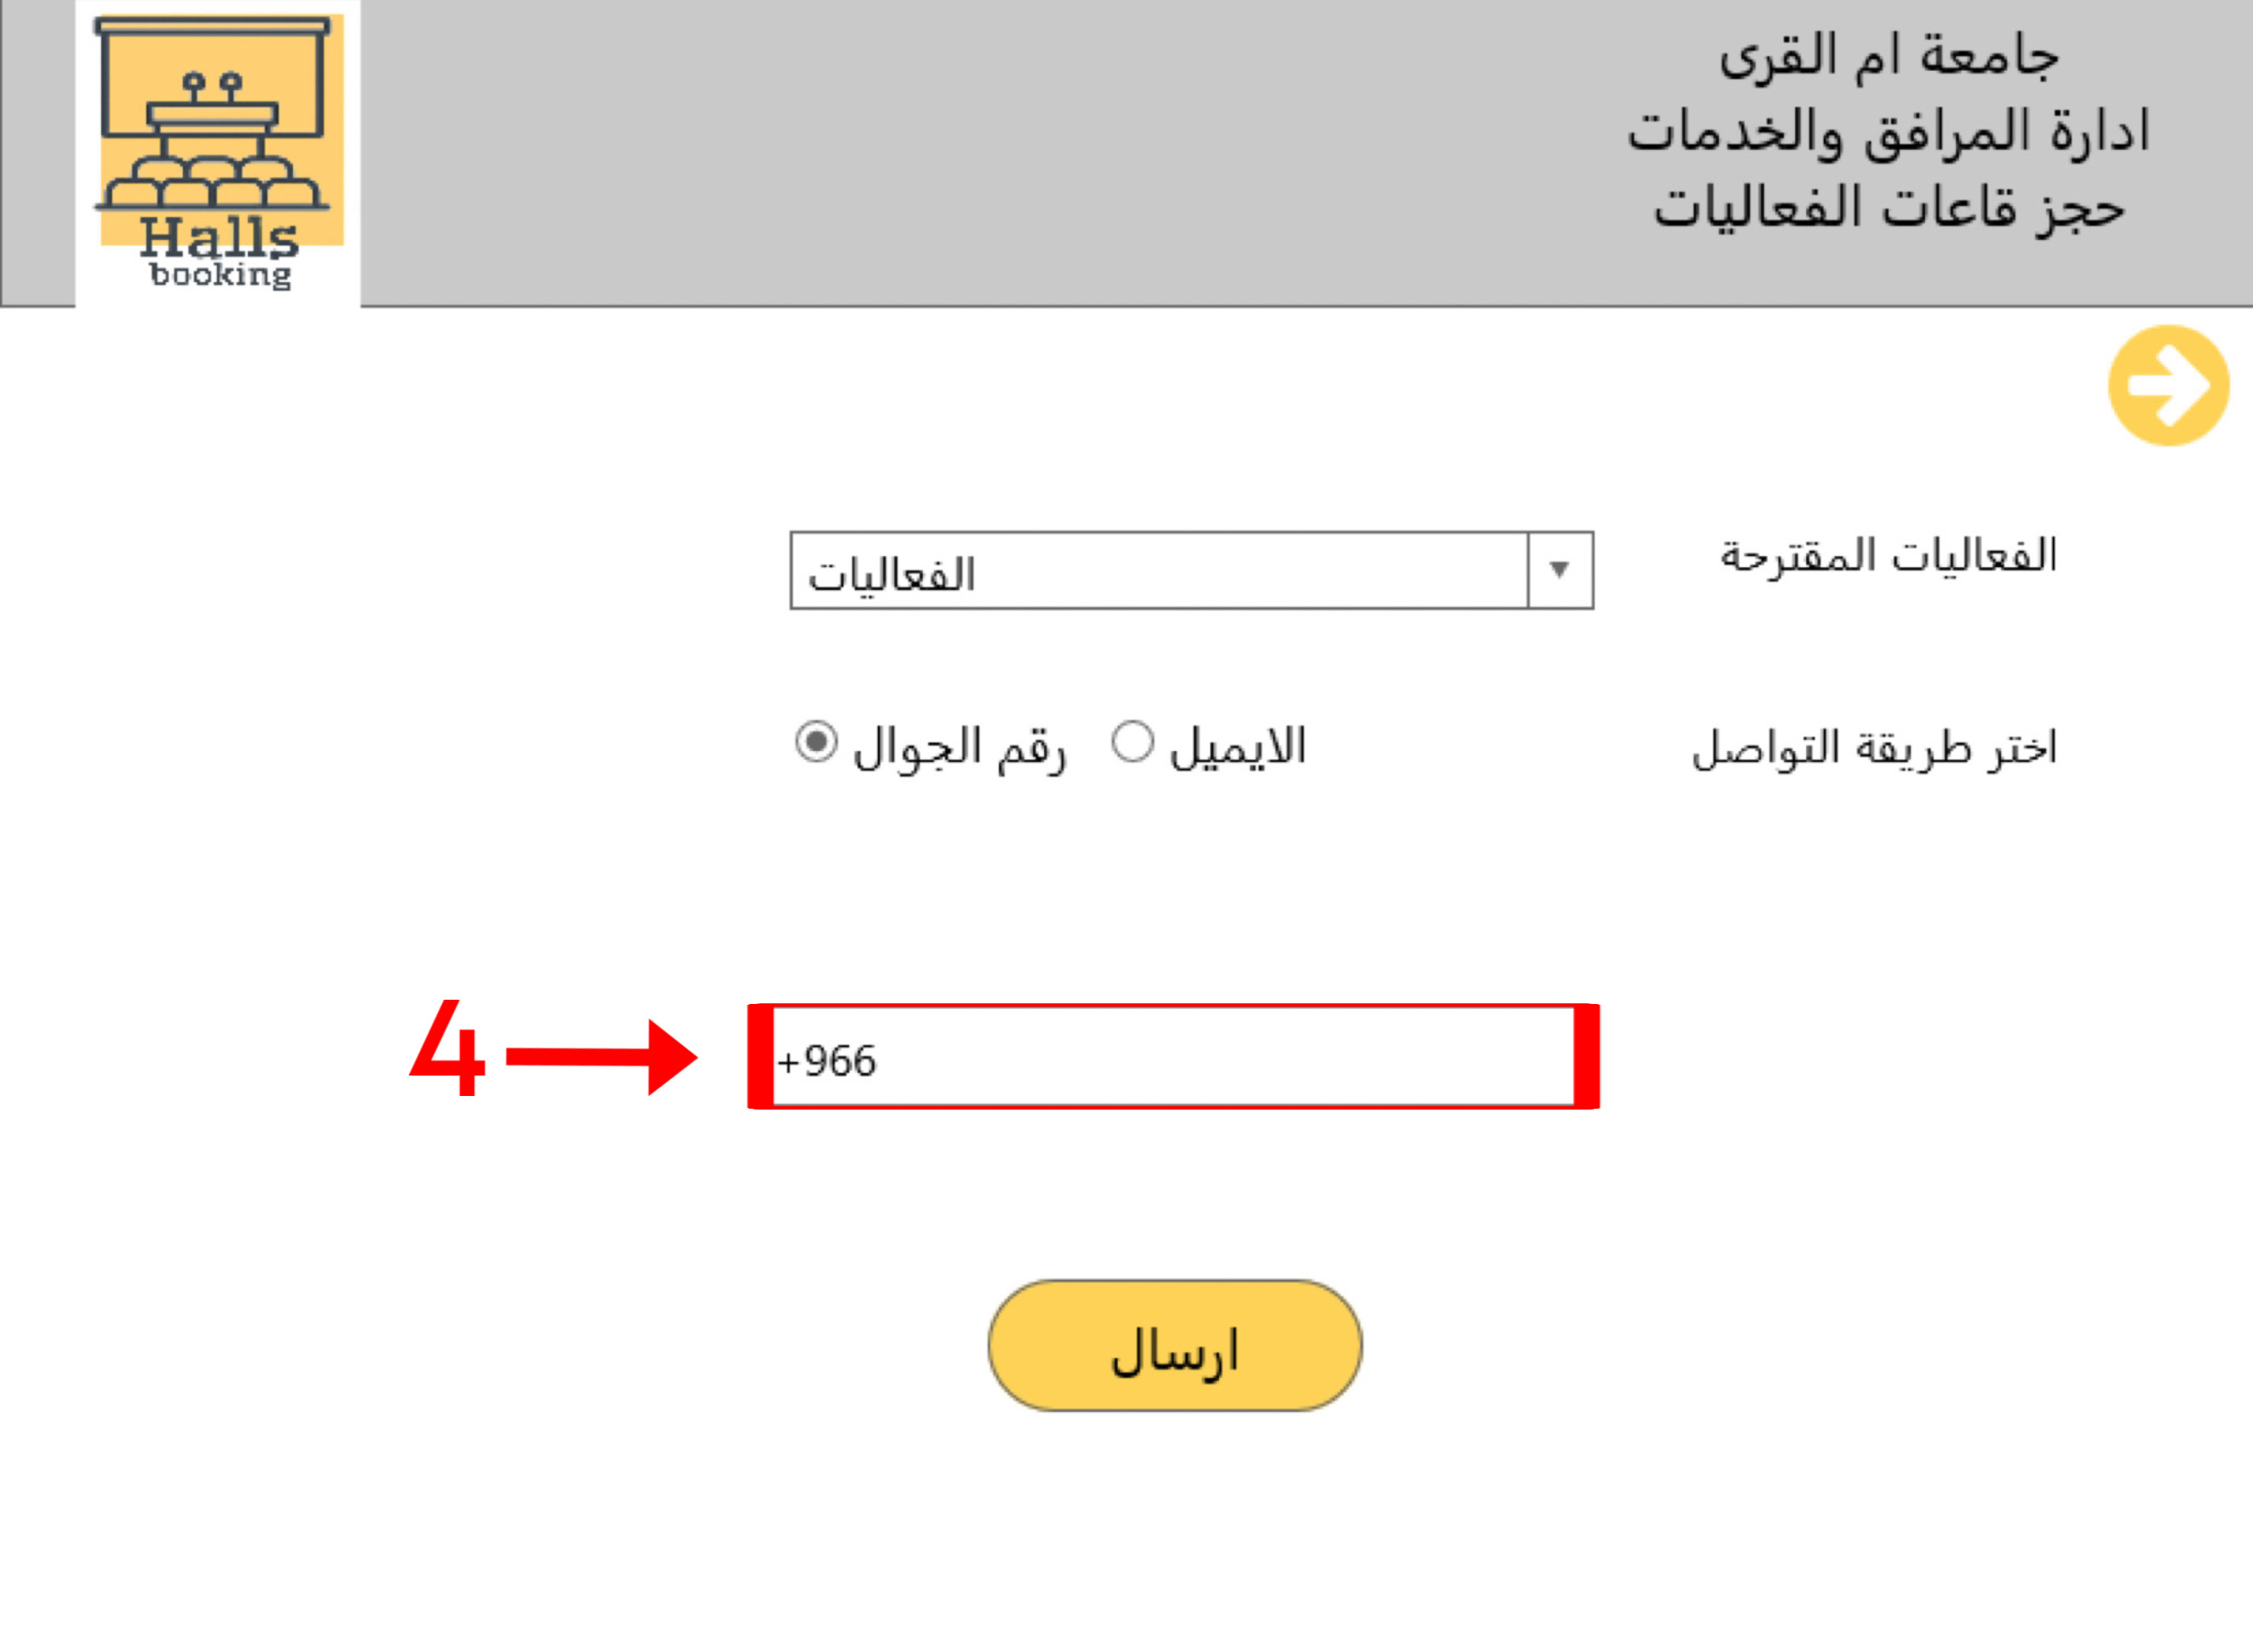 جامعة ام القرى
ادارة المرافق والخدمات
حجز قاعات الفعاليات
Halls
booking
الفعاليات المقترحة
الفعاليات
اختر طريقة التواصل
الايميل
رقم الجوال
4
+966
ارسال